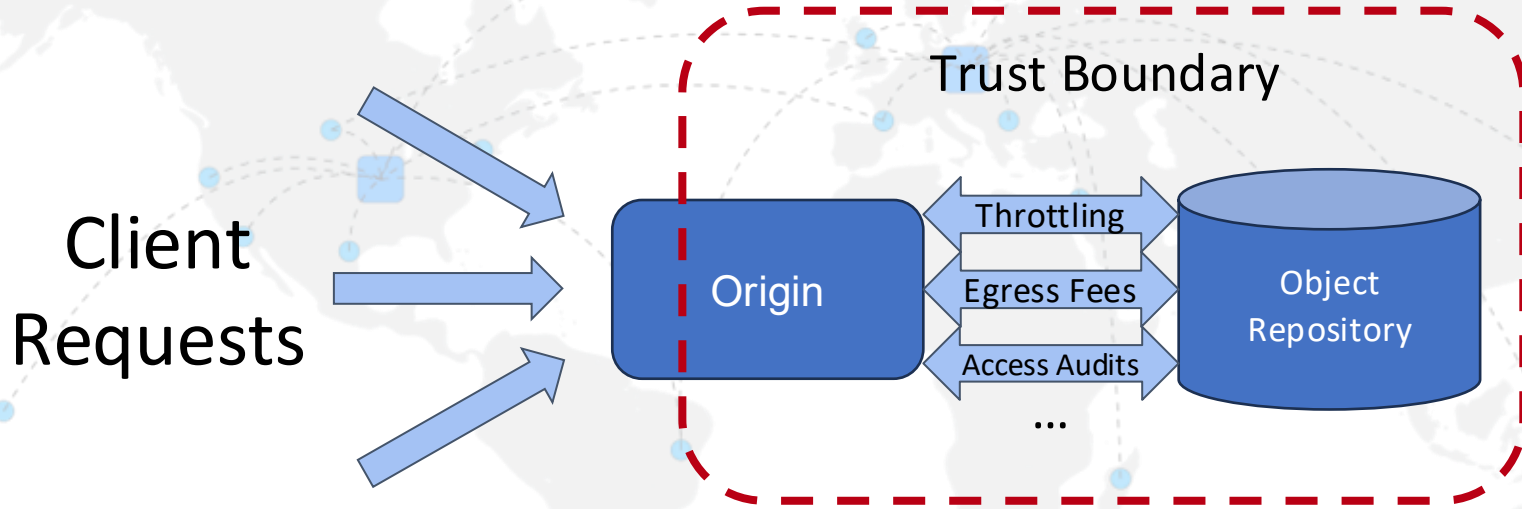 Trust Boundary
Client
Requests
Origin
Throttling
Egress Fees
Access Audits
...
Object
Repository